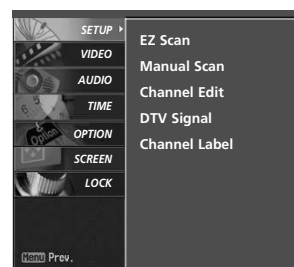 SETUP
VIDEO
AUDIO
TIME
OPTION
SCREEN
LOCK
Menu Prev.
EZ Scan
Manual Scan
Channel Edit
DTV Signal
Channel Label
Option